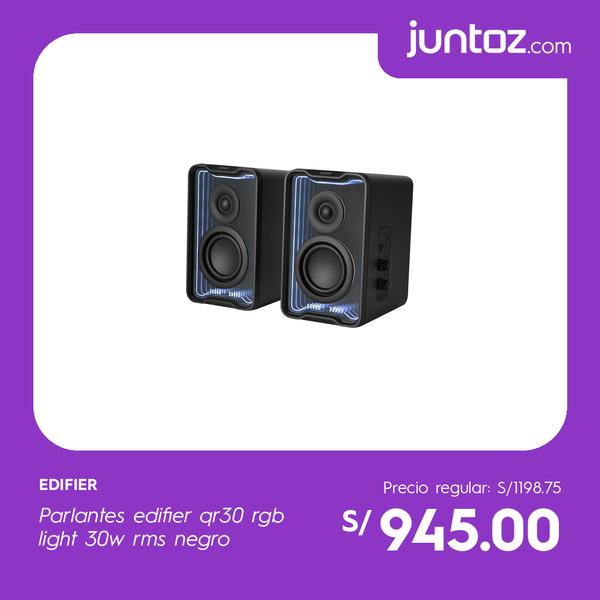 juntoz.com
EDIFIER
Parlantes edifier qr30 rgb
light 30w rms negro
Precio regular: S/1198.75
S/ 945.00